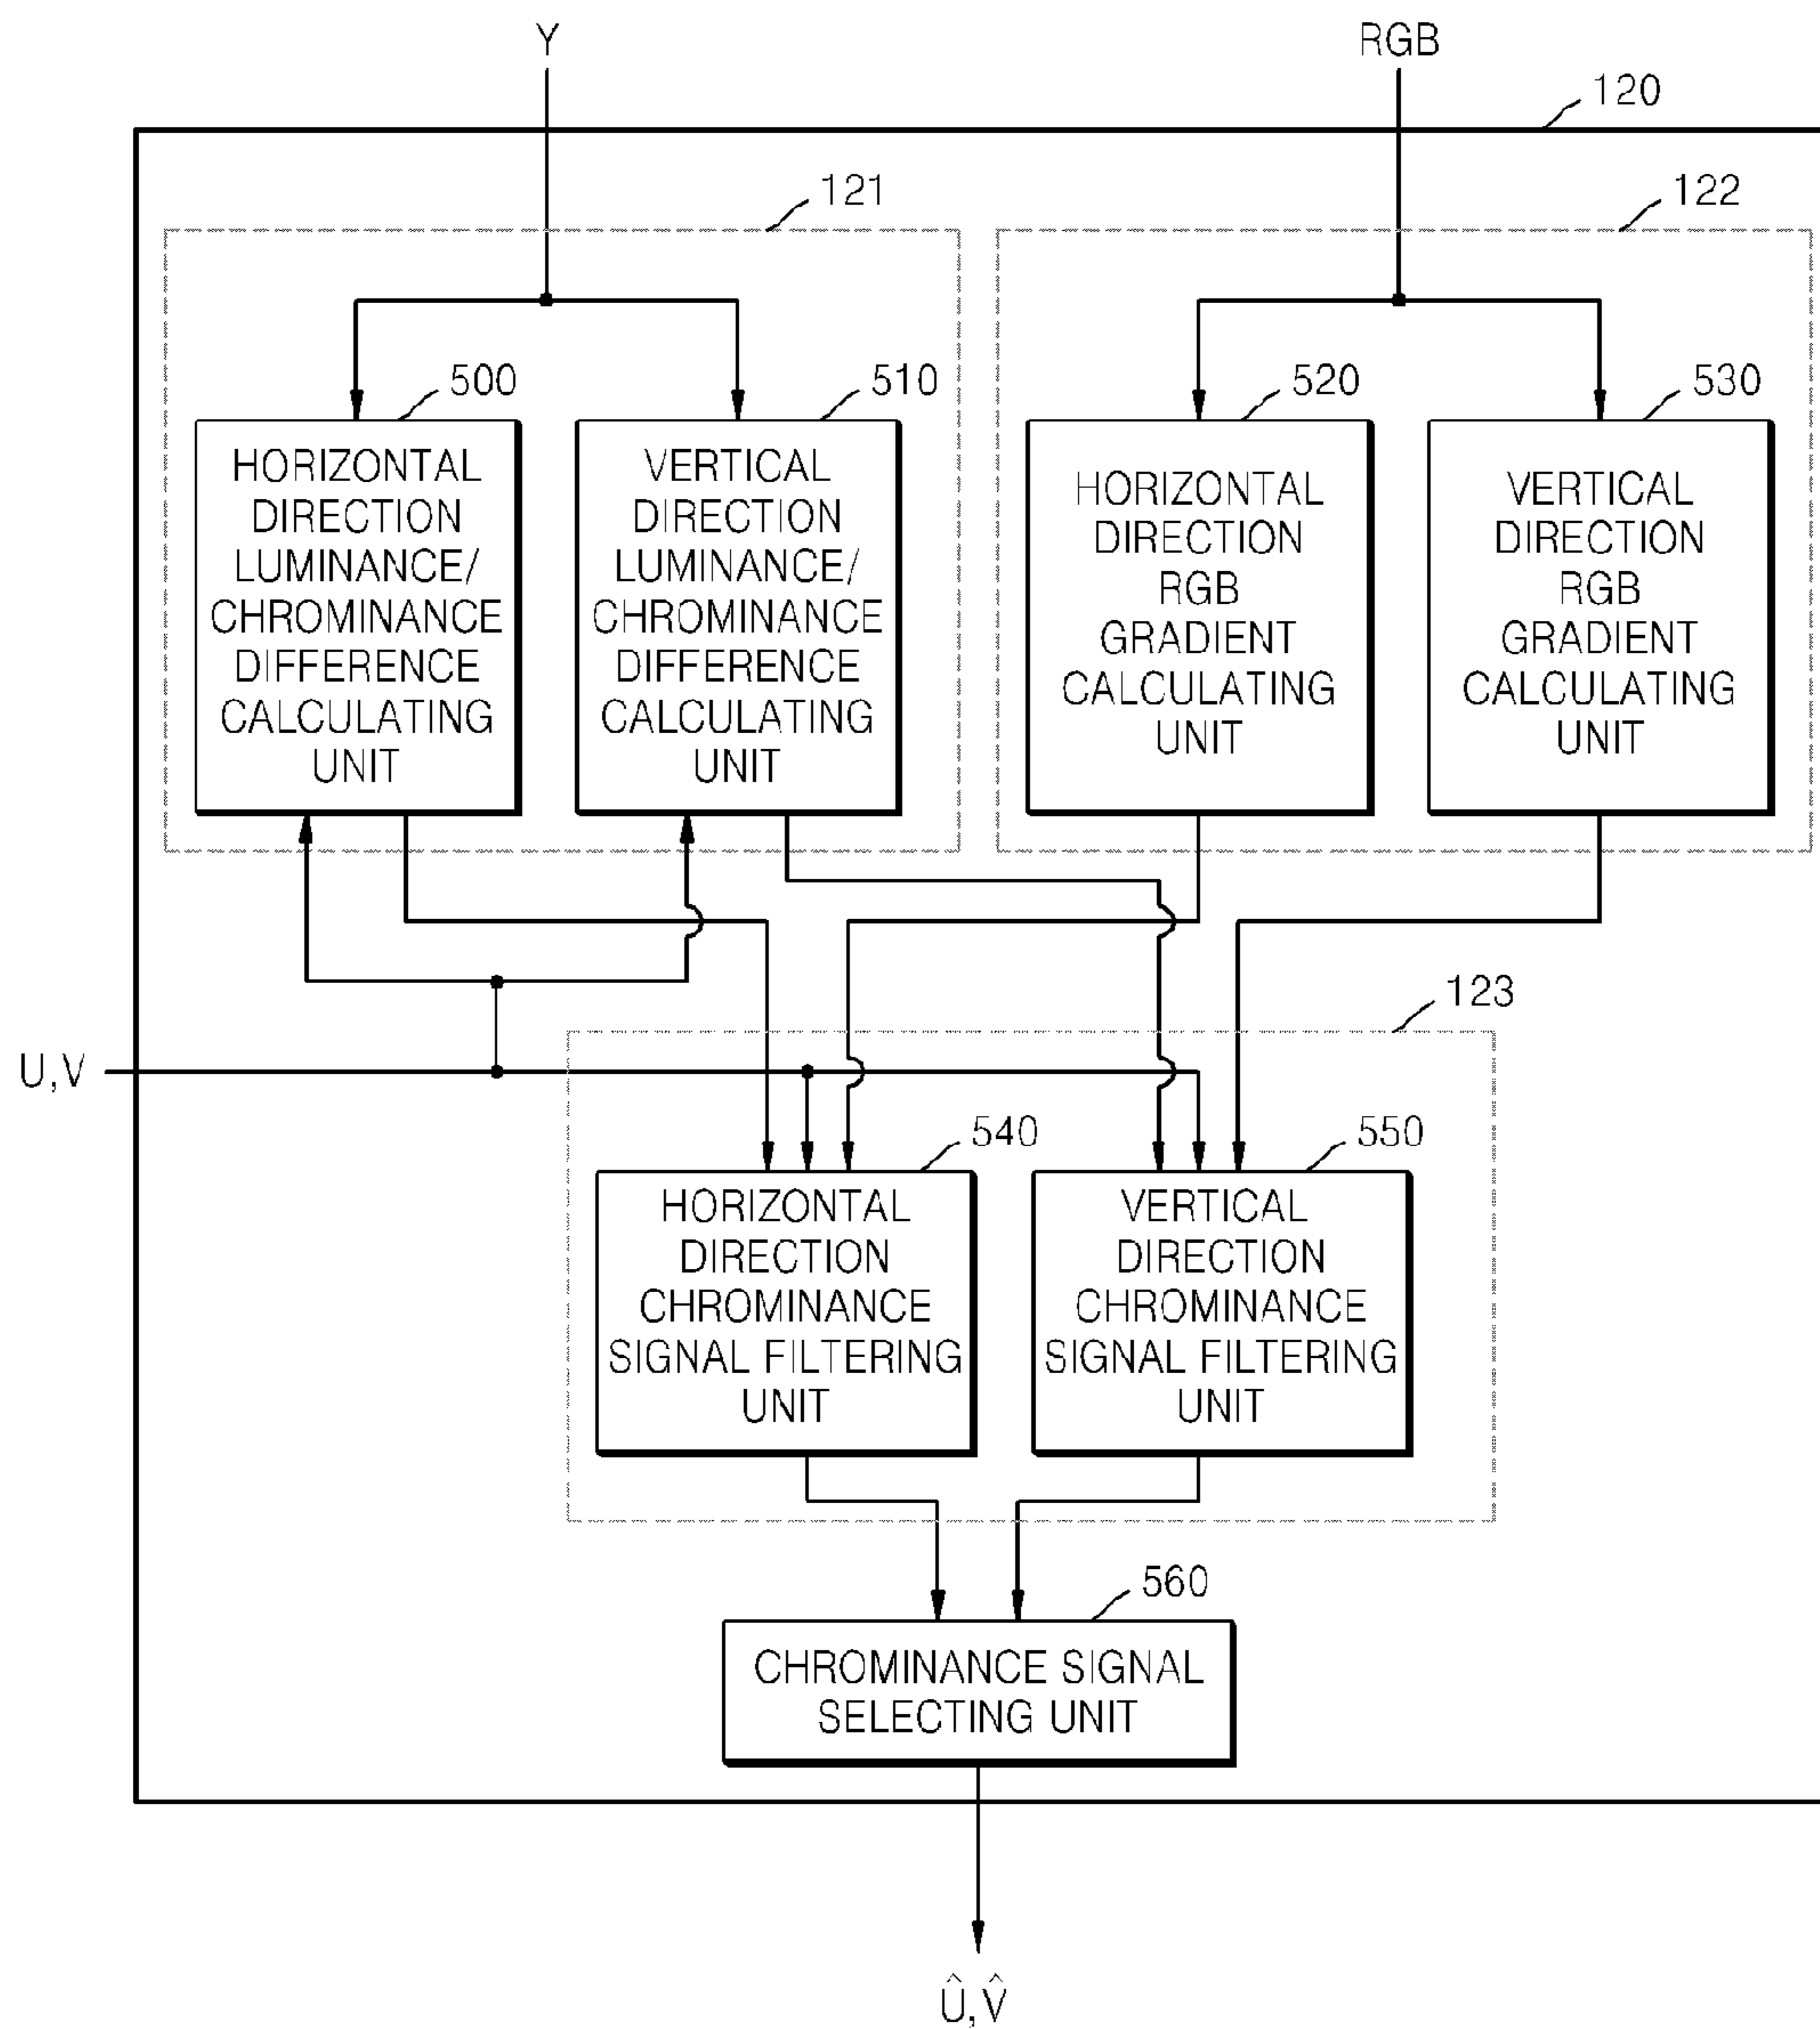 Y
RGB
120
121
122
500
510
520
530
HORIZONTAL
DIRECTION
LUMINANCE/
CHROMINANCE
DIFFERENCE
CALCULATING
UNIT
VERTICAL
DIRECTION
LUMINANCE/
CHROMINANCE
DIFFERENCE
CALCULATING
UNIT
HORIZONTAL
DIRECTION
RGB
GRADIENT
CALCULATING
UNIT
VERTICAL
DIRECTION
RGB
GRADIENT
CALCULATING
UNIT
123
U,V
540
550
HORIZONTAL
DIRECTION
CHROMINANCE
SIGNAL FILTERING
UNIT
VERTICAL
DIRECTION
CHROMINANCE
SIGNAL FILTERING
UNIT
560
CHROMINANCE SIGNAL
SELECTING UNIT
Û,V̂